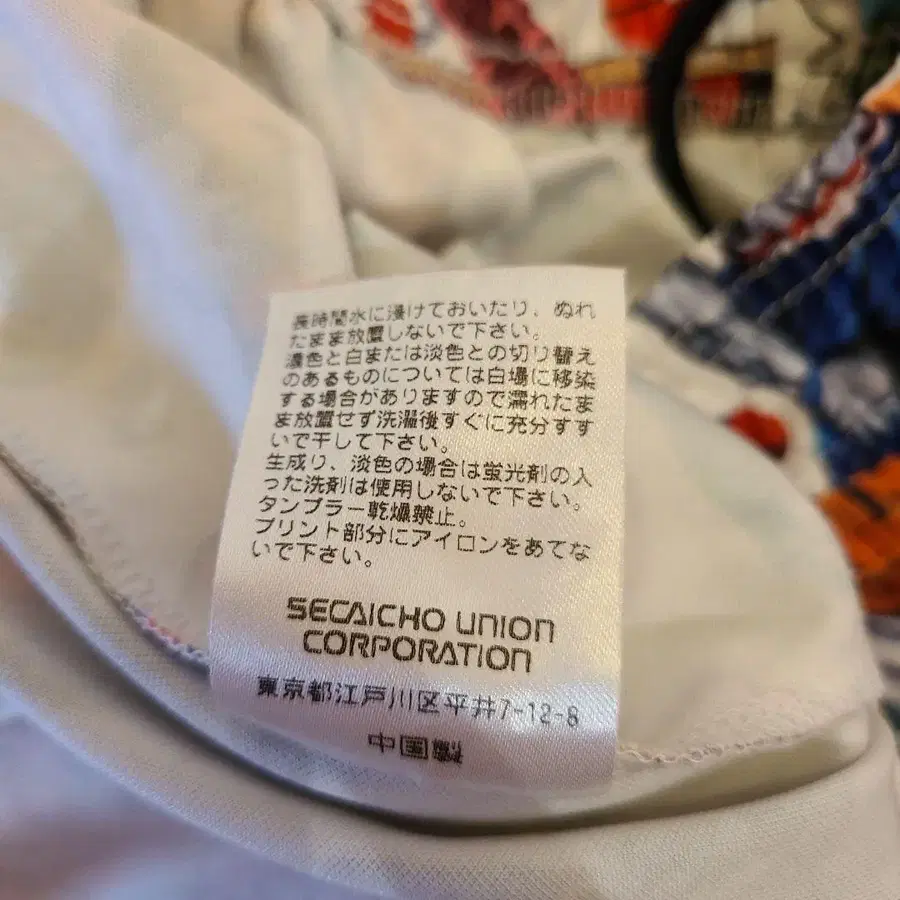 長時間水に浸けておいたり、ぬれ
たまま放置しないで下さい。
濃色と白または淡色との切り替え
のあるものについては白場に移染
する場合がありますので濡れたま
ま放置せず洗濯後すぐに充分すす
いで干して下さい。
生成り、淡色の場合は蛍光剤の入
った洗剤は使用しないで下さい。
タンブラー乾燥禁止。
プリント部分にアイロンをあてな
いで下さい。
SECAICHO UNION
CORPORATION
東京都江戸川区平井7-12-8
中国製